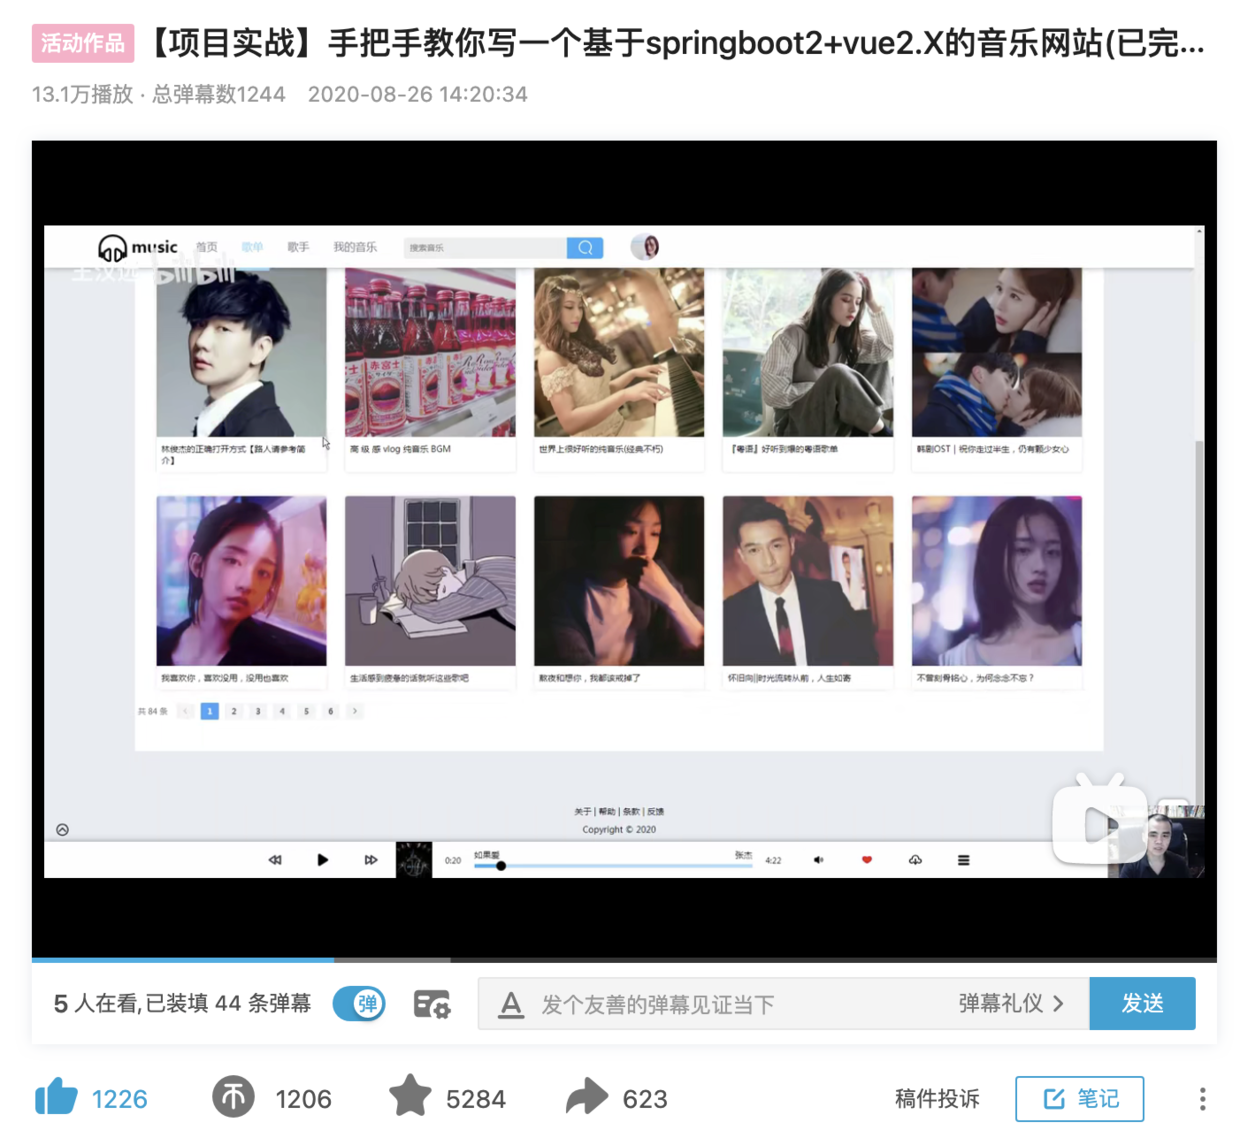 活动作品 【项目实战】手把手教你写一个基于springboot2+vue2.X的音乐网站(已完...
13.1万播放 · 总弹幕数1244 2020-08-26 14:20:34
music 首页 歌单 歌手 我的音乐 搜索音乐
bilibili
林俊杰的正确打开方式【路人请参考简介】
高 级 感 vlog 纯音乐 BGM
世界上很好听的纯音乐(经典不朽)
『粤语』好听到爆的粤语歌单
韩剧OST | 祝你走过半生，仍有颗少女心
我喜欢你，喜欢没用，没用也喜欢
生活感到疲惫的话就听这些歌吧
熬夜和想你，我都该戒掉了
怀旧向||时光流转从前，人生如寄
不曾刻骨铭心，为何念念不忘？
共 84 条 < 1 2 3 4 5 6 >
关于 | 帮助 | 条款 | 反馈
Copyright © 2020
0:20 如果爱 张杰 4:22
5 人在看,已装填 44 条弹幕 弹 A 发个友善的弹幕见证当下 弹幕礼仪 > 发送
1226 1206 5284 623 稿件投诉 笔记